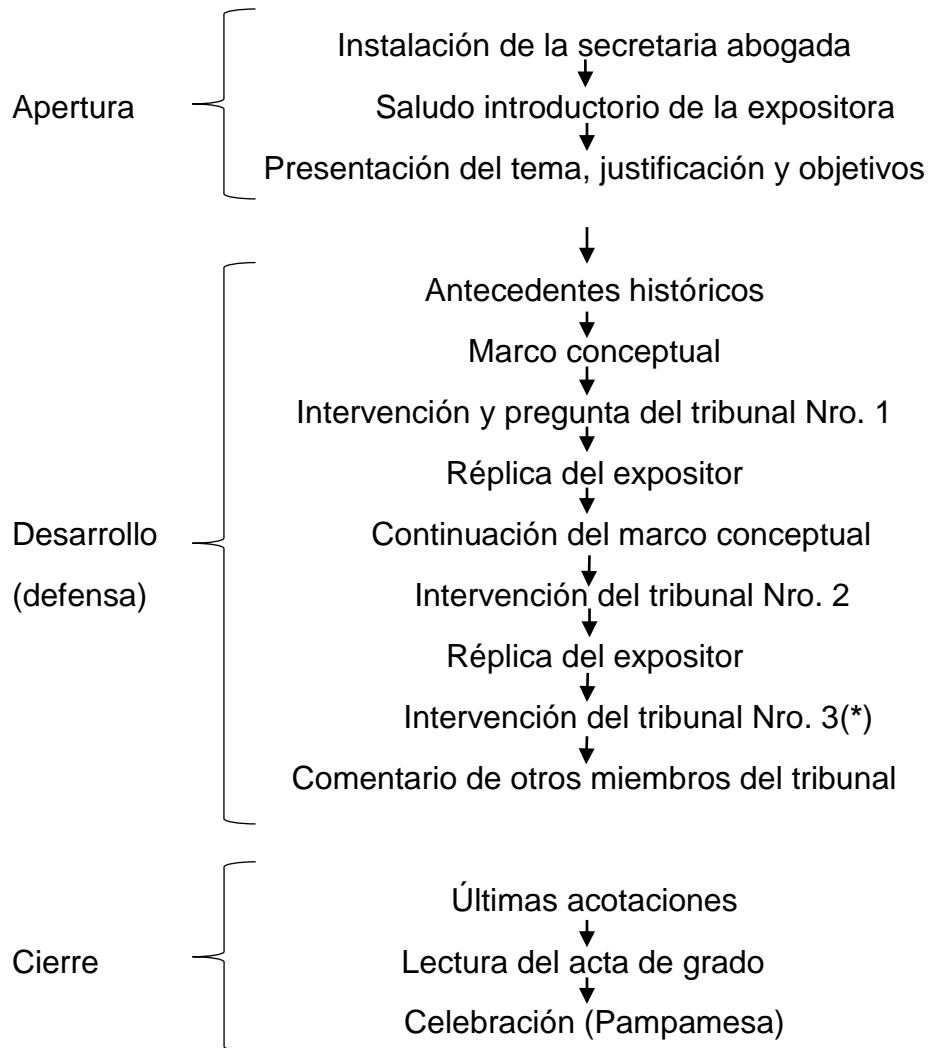 Apertura
Instalación de la secretaria abogada
Saludo introductorio de la expositora
Presentación del tema, justificación y objetivos
Desarrollo
(defensa)
Antecedentes históricos
Marco conceptual
Intervención y pregunta del tribunal Nro. 1
Réplica del expositor
Continuación del marco conceptual
Intervención del tribunal Nro. 2
Réplica del expositor
Intervención del tribunal Nro. 3(*)
Comentario de otros miembros del tribunal
Cierre
Últimas acotaciones
Lectura del acta de grado
Celebración (Pampamesa)